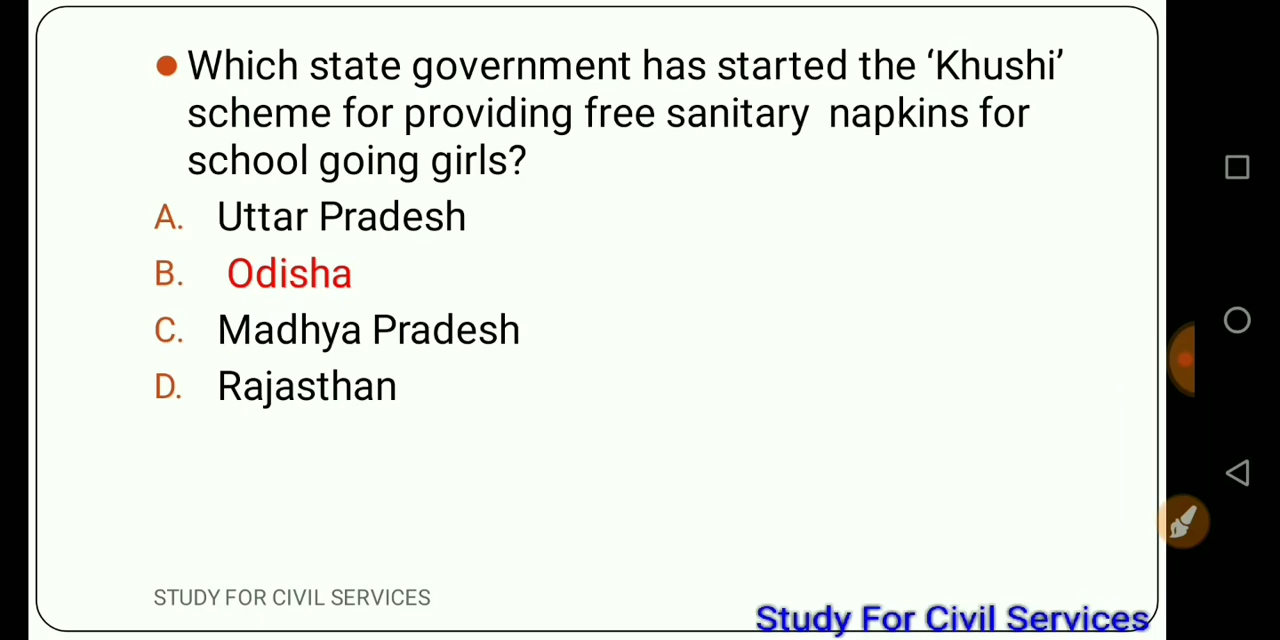 Which state government has started the ‘Khushi’
scheme for providing free sanitary napkins for
school going girls?
A. Uttar Pradesh
B. Odisha
C. Madhya Pradesh
D. Rajasthan
STUDY FOR CIVIL SERVICES
Study For Civil Services